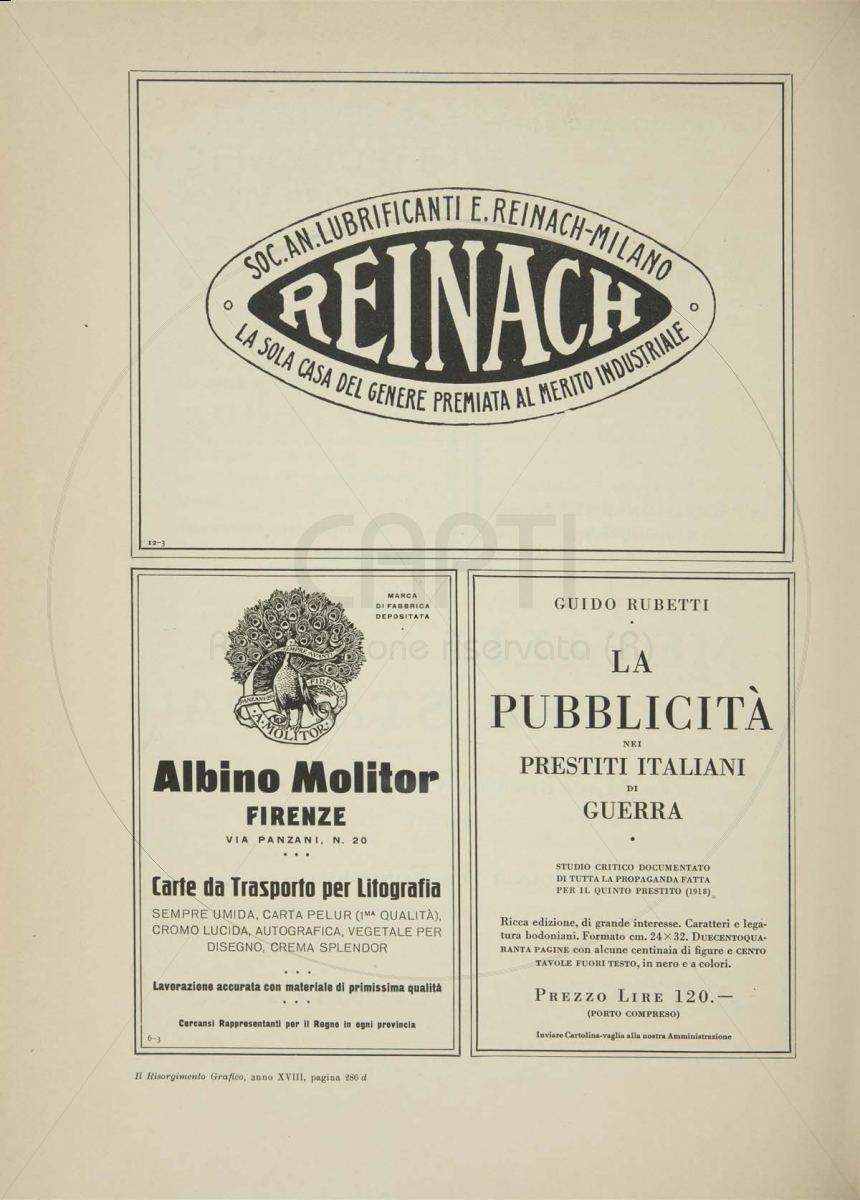 SOC. AN. LUBRIFICANTI E. REINACH-MILANO
REINACH
LA SOLA CASA DEL GENERE PREMIATA AL MERITO INDUSTRIALE
12-3
CAPTI
MARCA
DI FABBRICA
DEPOSITATA
SEMPRE AVANTI
PANZANI·20
FIRENZE
·A·MOLITOR·
Albino Molitor
FIRENZE
VIA PANZANI, N. 20
Carte da Trasporto per Litografia
SEMPRE UMIDA, CARTA PELUR (1MA QUALITÀ),
CROMO LUCIDA, AUTOGRAFICA, VEGETALE PER
DISEGNO, CREMA SPLENDOR
Lavorazione accurata con materiale di primissima qualità
Cercansi Rappresentanti per il Regno in ogni provincia
6-3
GUIDO RUBETTI
LA
PUBBLICITÀ
NEI
PRESTITI ITALIANI
DI
GUERRA
STUDIO CRITICO DOCUMENTATO
DI TUTTA LA PROPAGANDA FATTA
PER IL QUINTO PRESTITO (1918)
Ricca edizione, di grande interesse. Caratteri e lega-
tura bodoniani. Formato cm. 24×32. DUECENTOQUA-
RANTA PAGINE con alcune centinaia di figure e CENTO
TAVOLE FUORI TESTO, in nero e a colori.
PREZZO LIRE 120.—
(PORTO COMPRESO)
Inviare Cartolina-vaglia alla nostra Amministrazione
riservata (R)
Il Risorgimento Grafico, anno XVIII, pagina 286 d